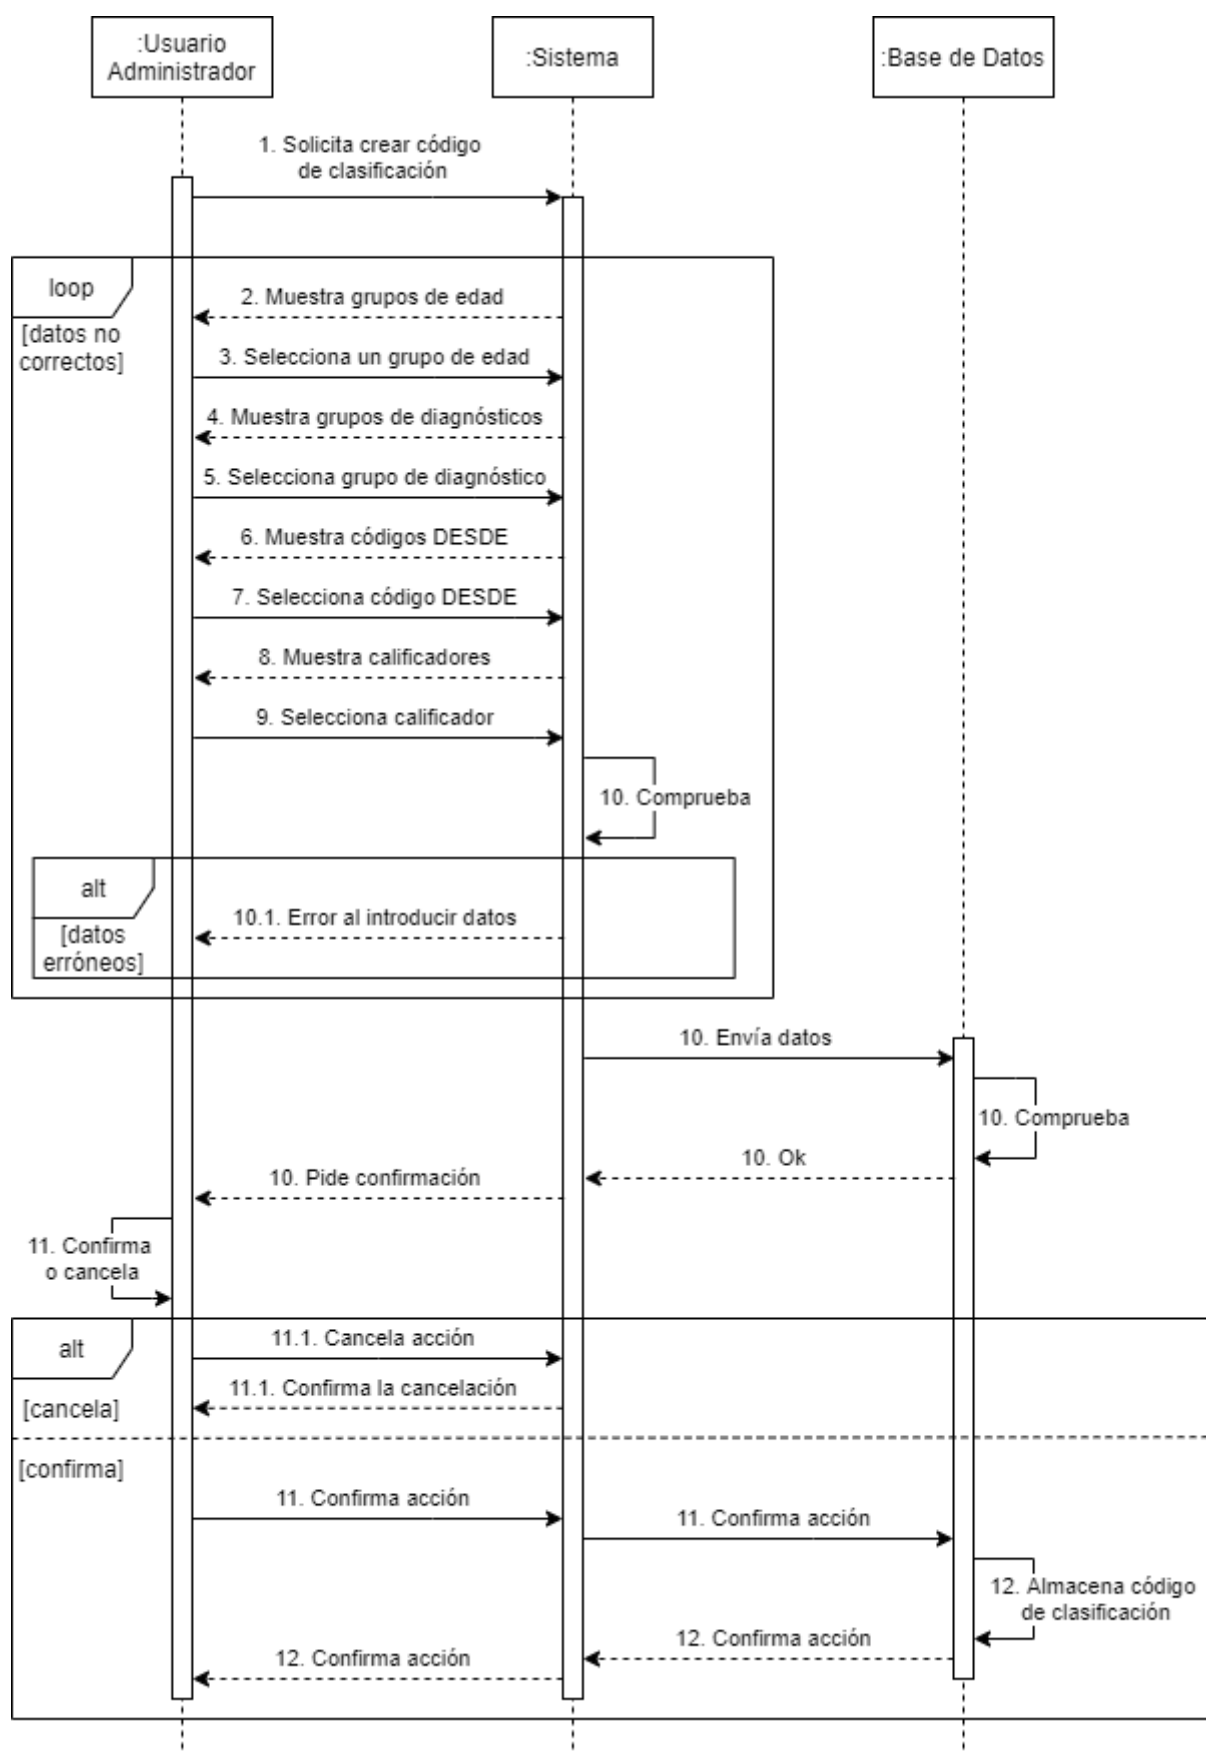 :Usuario
Administrador
:Sistema
:Base de Datos
1. Solicita crear código
de clasificación
loop
[datos no
correctos]
2. Muestra grupos de edad
3. Selecciona un grupo de edad
4. Muestra grupos de diagnósticos
5. Selecciona grupo de diagnóstico
6. Muestra códigos DESDE
7. Selecciona código DESDE
8. Muestra calificadores
9. Selecciona calificador
10. Comprueba
alt
[datos
erróneos]
10.1. Error al introducir datos
10. Envía datos
10. Comprueba
10. Ok
10. Pide confirmación
11. Confirma
o cancela
alt
[cancela]
11.1. Cancela acción
11.1. Confirma la cancelación
[confirma]
11. Confirma acción
11. Confirma acción
12. Almacena código
de clasificación
12. Confirma acción
12. Confirma acción